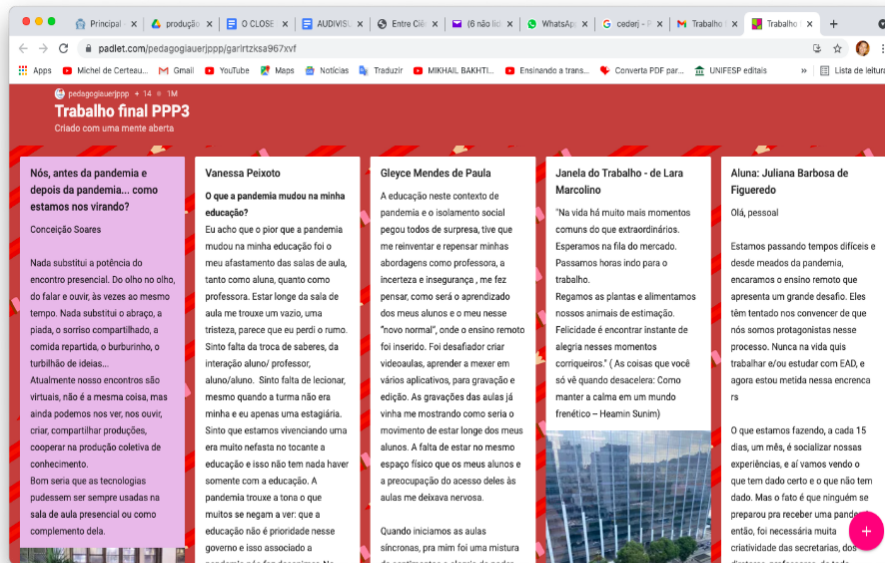 Principal
produção
O CLOSE
AUDIVISU
Entre Ciê
(6 não lid
WhatsApp
cederj - P
Trabalho
Trabalho
padlet.com/pedagogiauerjppp/garirtzksa967xvf
Apps
Michel de Certeau...
Gmail
YouTube
Maps
Notícias
Traduzir
MIKHAIL BAKHTI...
Ensinando a trans...
Converta PDF par...
UNIFESP editais
»
Lista de leitura
pedagogiauerjppp + 14 1M
Trabalho final PPP3
Criado com uma mente aberta
Nós, antes da pandemia e
depois da pandemia... como
estamos nos virando?
Conceição Soares
Nada substitui a potência do
encontro presencial. Do olho no olho,
do falar e ouvir, às vezes ao mesmo
tempo. Nada substitui o abraço, a
piada, o sorriso compartilhado, a
comida repartida, o burburinho, o
turbilhão de ideias...
Atualmente nosso encontros são
virtuais, não é a mesma coisa, mas
ainda podemos nos ver, nos ouvir,
criar, compartilhar produções,
cooperar na produção coletiva de
conhecimento.
Bom seria que as tecnologias
pudessem ser sempre usadas na
sala de aula presencial ou como
complemento dela.
Vanessa Peixoto
O que a pandemia mudou na minha
educação?
Eu acho que o pior que a pandemia
mudou na minha educação foi o
meu afastamento das salas de aula,
tanto como aluna, quanto como
professora. Estar longe da sala de
aula me trouxe um vazio, uma
tristeza, parece que eu perdi o rumo.
Sinto falta da troca de saberes, da
interação aluno/ professor,
aluno/aluno. Sinto falta de lecionar,
mesmo quando a turma não era
minha e eu apenas uma estagiária.
Sinto que estamos vivenciando uma
era muito nefasta no tocante a
educação e isso não tem nada haver
somente com a educação. A
pandemia trouxe a tona o que
muitos se negam a ver: que a
educação não é prioridade nesse
governo e isso associado a
Gleyce Mendes de Paula
A educação neste contexto de
pandemia e o isolamento social
pegou todos de surpresa, tive que
me reinventar e repensar minhas
abordagens como professora, a
incerteza e insegurança , me fez
pensar, como será o aprendizado
dos meus alunos e o meu nesse
"novo normal", onde o ensino remoto
foi inserido. Foi desafiador criar
videoaulas, aprender a mexer em
vários aplicativos, para gravação e
edição. As gravações das aulas já
vinha me mostrando como seria o
movimento de estar longe dos meus
alunos. A falta de estar no mesmo
espaço físico que os meus alunos e
a preocupação do acesso deles às
aulas me deixava nervosa.
Quando iniciamos as aulas
síncronas, pra mim foi uma mistura
Janela do Trabalho - de Lara
Marcolino
"Na vida há muito mais momentos
comuns do que extraordinários.
Esperamos na fila do mercado.
Passamos horas indo para o
trabalho.
Regamos as plantas e alimentamos
nossos animais de estimação.
Felicidade é encontrar instante de
alegria nesses momentos
corriqueiros." ( As coisas que você
só vê quando desacelera: Como
manter a calma em um mundo
frenético – Heamin Sunim)
Aluna: Juliana Barbosa de
Figueredo
Olá, pessoal
Estamos passando tempos difíceis e
desde meados da pandemia,
encaramos o ensino remoto que
apresenta um grande desafio. Eles
têm tentado nos convencer de que
nós somos protagonistas nesse
processo. Nunca na vida quis
trabalhar e/ou estudar com EAD, e
agora estou metida nessa encrenca
rs
O que estamos fazendo, a cada 15
dias, um mês, é socializar nossas
experiências, e aí vamos vendo o
que tem dado certo e o que não tem
dado. Mas o fato é que ninguém se
preparou pra receber uma pand
então, foi necessária muita
criatividade das secretarias, dos